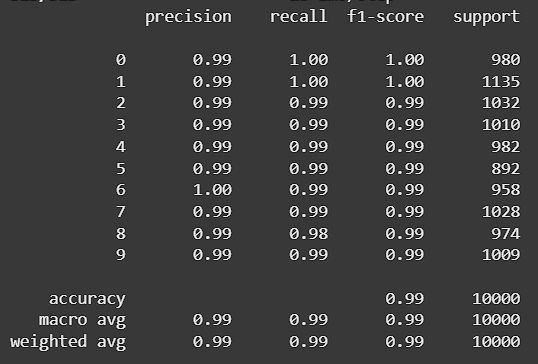 precision recall f1-score support
0 0.99 1.00 1.00 980
1 0.99 1.00 1.00 1135
2 0.99 0.99 0.99 1032
3 0.99 0.99 0.99 1010
4 0.99 0.99 0.99 982
5 0.99 0.99 0.99 892
6 1.00 0.99 0.99 958
7 0.99 0.99 0.99 1028
8 0.99 0.98 0.99 974
9 0.99 0.99 0.99 1009
accuracy 0.99 10000
macro avg 0.99 0.99 0.99 10000
weighted avg 0.99 0.99 0.99 10000